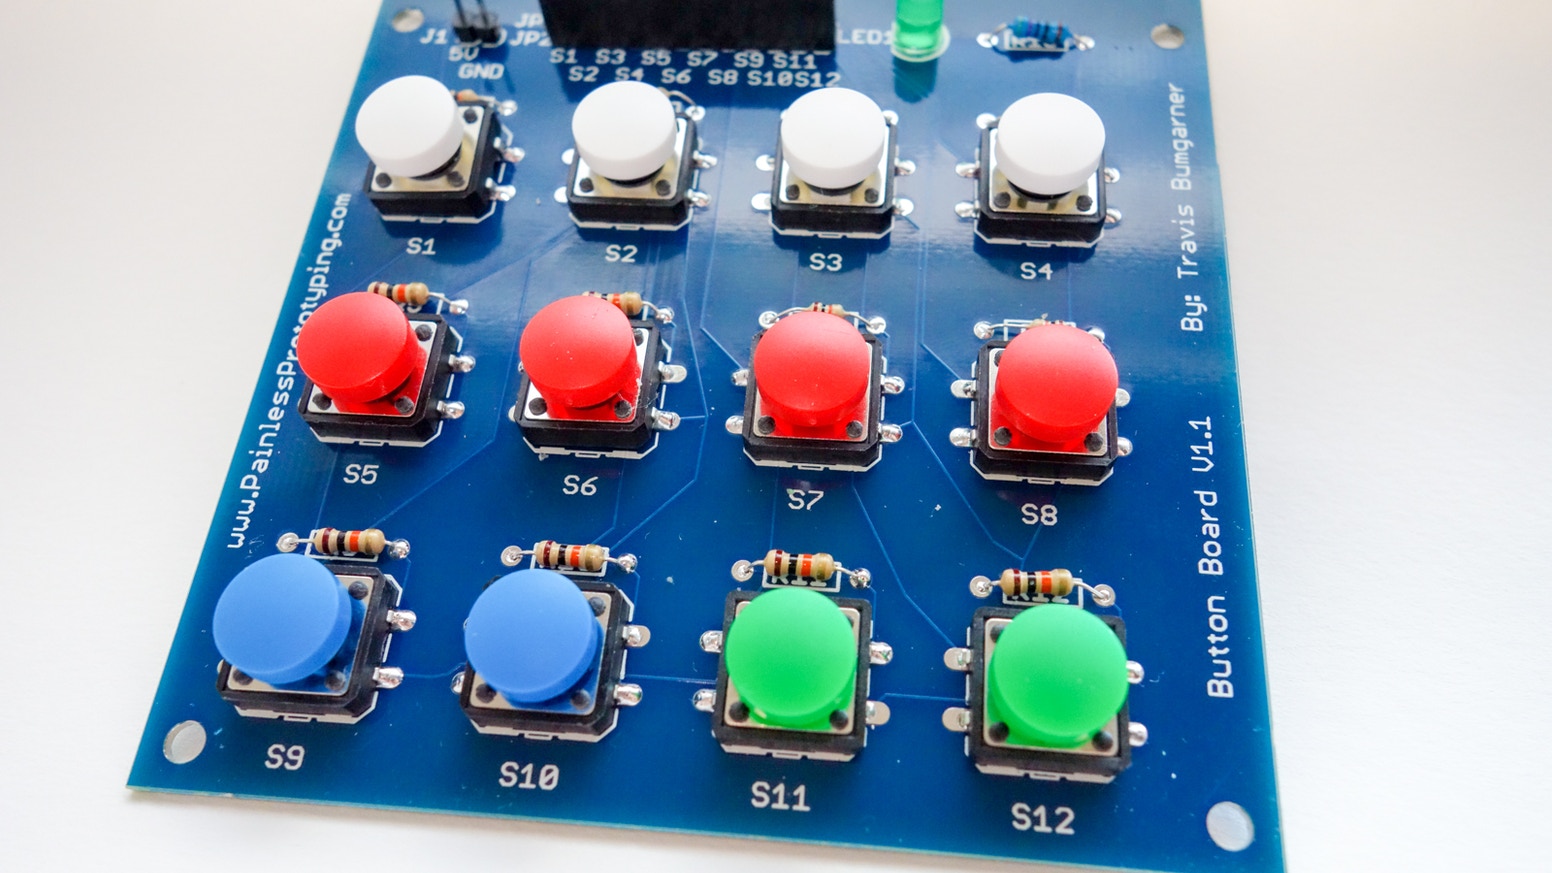 J1
JP2
LED1
5V
GND
S1 S3 S5 S7 S9 S11
S2 S4 S6 S8 S10 S12
S1
S2
S3
S4
S5
S6
S7
S8
R11
R12
S9
S10
S11
S12
www.painlessprototyping.com
By: Travis Bumgarner
Button Board V1.1